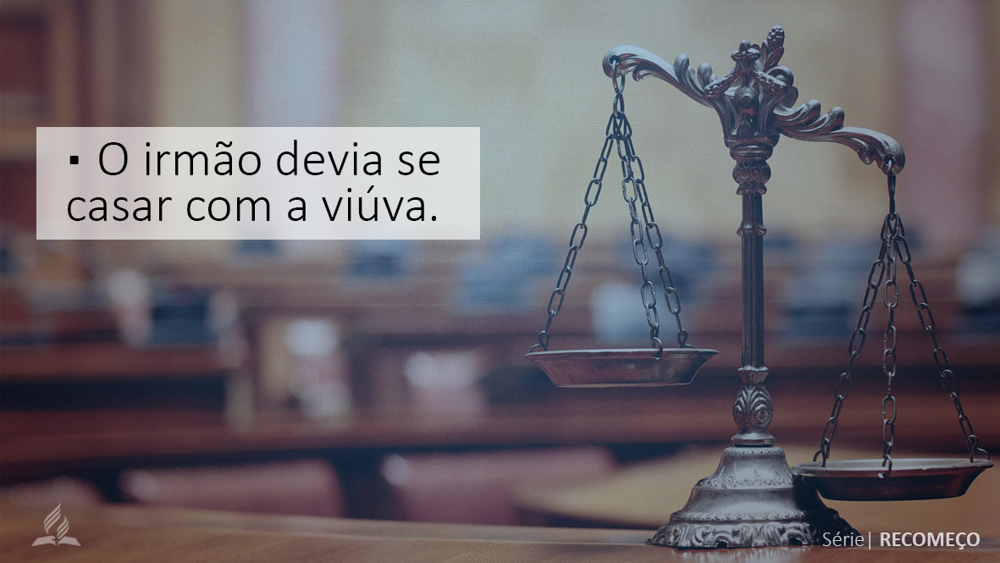 ▪ O irmão devia se
casar com a viúva.
Série| RECOMEÇO